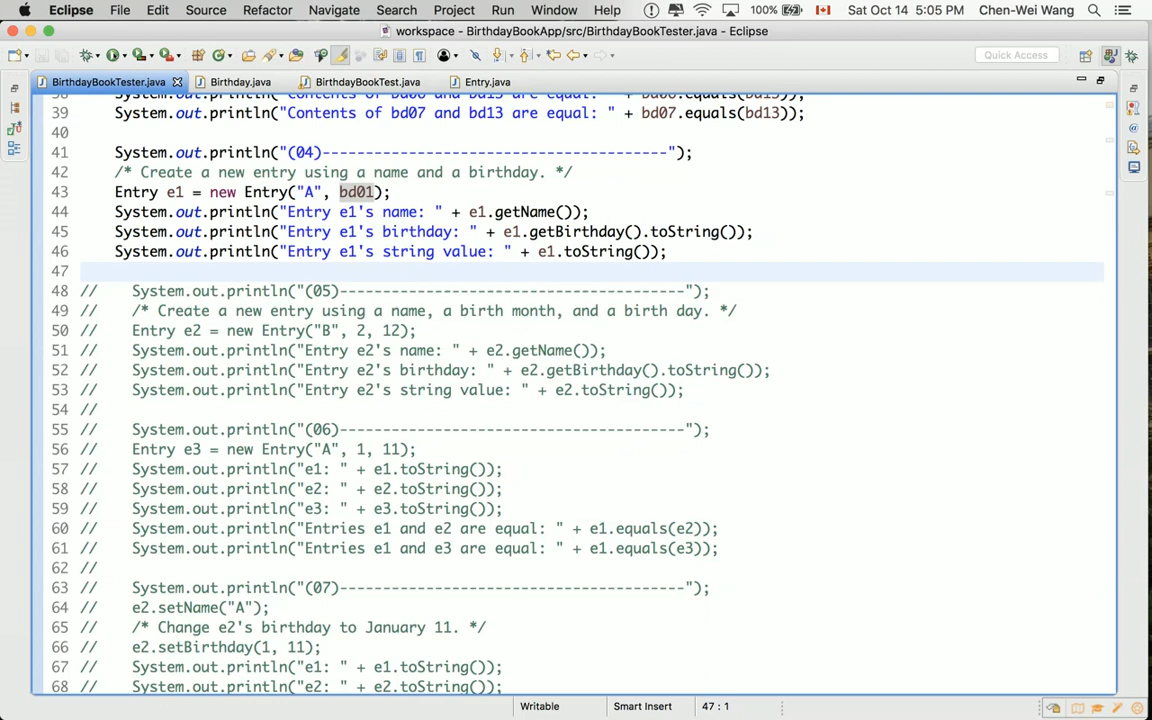 Eclipse File Edit Source Refactor Navigate Search Project Run Window Help 100% Sat Oct 14 5:05 PM Chen-Wei Wang
workspace - BirthdayBookApp/src/BirthdayBookTester.java - Eclipse
Quick Access
BirthdayBookTester.java Birthday.java BirthdayBookTest.java Entry.java
39 System.out.println("Contents of bd07 and bd13 are equal: " + bd07.equals(bd13));
40
41 System.out.println("(04)----------------------------------------");
42 /* Create a new entry using a name and a birthday. */
43 Entry e1 = new Entry("A", bd01);
44 System.out.println("Entry e1's name: " + e1.getName());
45 System.out.println("Entry e1's birthday: " + e1.getBirthday().toString());
46 System.out.println("Entry e1's string value: " + e1.toString());
47
48 // System.out.println("(05)----------------------------------------");
49 // /* Create a new entry using a name, a birth month, and a birth day. */
50 // Entry e2 = new Entry("B", 2, 12);
51 // System.out.println("Entry e2's name: " + e2.getName());
52 // System.out.println("Entry e2's birthday: " + e2.getBirthday().toString());
53 // System.out.println("Entry e2's string value: " + e2.toString());
54 //
55 // System.out.println("(06)----------------------------------------");
56 // Entry e3 = new Entry("A", 1, 11);
57 // System.out.println("e1: " + e1.toString());
58 // System.out.println("e2: " + e2.toString());
59 // System.out.println("e3: " + e3.toString());
60 // System.out.println("Entries e1 and e2 are equal: " + e1.equals(e2));
61 // System.out.println("Entries e1 and e3 are equal: " + e1.equals(e3));
62 //
63 // System.out.println("(07)----------------------------------------");
64 // e2.setName("A");
65 // /* Change e2's birthday to January 11. */
66 // e2.setBirthday(1, 11);
67 // System.out.println("e1: " + e1.toString());
68 // System.out.println("e2: " + e2.toString());
Writable Smart Insert 47 : 1